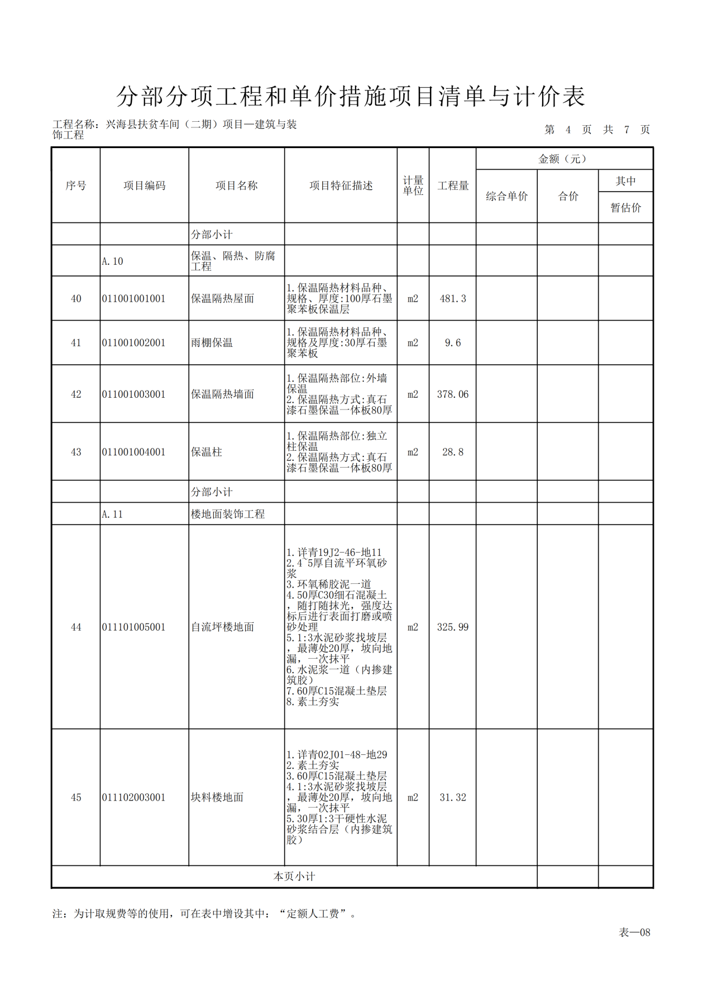 分部分项工程和单价措施项目清单与计价表
工程名称：兴海县扶贫车间（二期）项目—建筑与装
饰工程
第 4 页 共 7 页
序号
项目编码
项目名称
项目特征描述
计量
单位
工程量
金额（元）
综合单价
合价
其中
暂估价
分部小计
A.10
保温、隔热、防腐
工程
40
011001001001
保温隔热屋面
1.保温隔热材料品种、
规格、厚度:100厚石墨
聚苯板保温层
m2
481.3
41
011001002001
雨棚保温
1.保温隔热材料品种、
规格及厚度:30厚石墨
聚苯板
m2
9.6
42
011001003001
保温隔热墙面
1.保温隔热部位:外墙
保温
2.保温隔热方式:真石
漆石墨保温一体板80厚
m2
378.06
43
011001004001
保温柱
1.保温隔热部位:独立
柱保温
2.保温隔热方式:真石
漆石墨保温一体板80厚
m2
28.8
分部小计
A.11
楼地面装饰工程
44
011101005001
自流坪楼地面
1.详青19J2-46-地11
2.4~5厚自流平环氧砂
浆
3.环氧稀胶泥一道
4.50厚C30细石混凝土
，随打随抹光，强度达
标后进行表面打磨或喷
砂处理
5.1:3水泥砂浆找坡层
，最薄处20厚，坡向地
漏，一次抹平
6.水泥浆一道（内掺建
筑胶）
7.60厚C15混凝土垫层
8.素土夯实
m2
325.99
45
011102003001
块料楼地面
1.详青02J01-48-地29
2.素土夯实
3.60厚C15混凝土垫层
4.1:3水泥砂浆找坡层
，最薄处20厚，坡向地
漏，一次抹平
5.30厚1:3干硬性水泥
砂浆结合层（内掺建筑
胶）
m2
31.32
本页小计
注：为计取规费等的使用，可在表中增设其中：“定额人工费”。
表—08